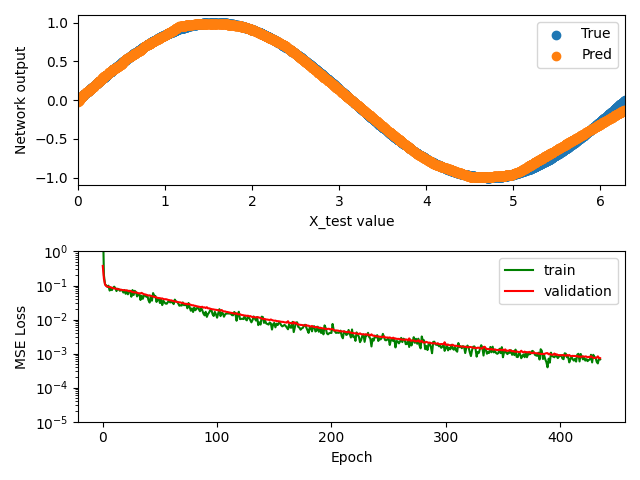 1.0
0.5
0.0
−0.5
−1.0
Network output
True
Pred
0 1 2 3 4 5 6
X_test value
10⁰
10⁻¹
10⁻²
10⁻³
10⁻⁴
10⁻⁵
MSE Loss
train
validation
0 100 200 300 400
Epoch